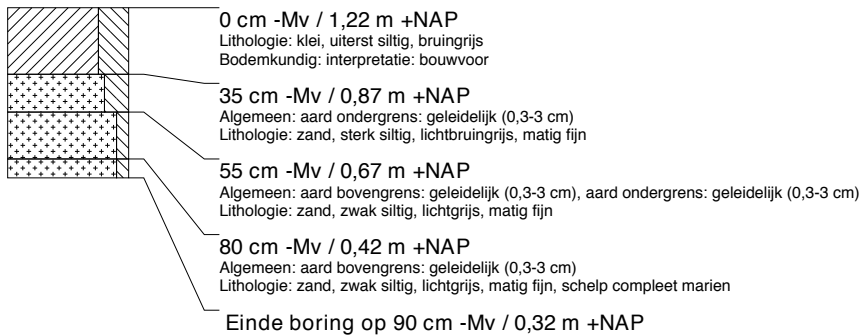 0 cm -Mv / 1,22 m +NAP
Lithologie: klei, uiterst siltig, bruingrijs
Bodemkundig: interpretatie: bouwvoor
35 cm -Mv / 0,87 m +NAP
Algemeen: aard ondergrens: geleidelijk (0,3-3 cm)
Lithologie: zand, sterk siltig, lichtbruingrijs, matig fijn
55 cm -Mv / 0,67 m +NAP
Algemeen: aard bovengrens: geleidelijk (0,3-3 cm), aard ondergrens: geleidelijk (0,3-3 cm)
Lithologie: zand, zwak siltig, lichtgrijs, matig fijn
80 cm -Mv / 0,42 m +NAP
Algemeen: aard bovengrens: geleidelijk (0,3-3 cm)
Lithologie: zand, zwak siltig, lichtgrijs, matig fijn, schelp compleet marien
Einde boring op 90 cm -Mv / 0,32 m +NAP